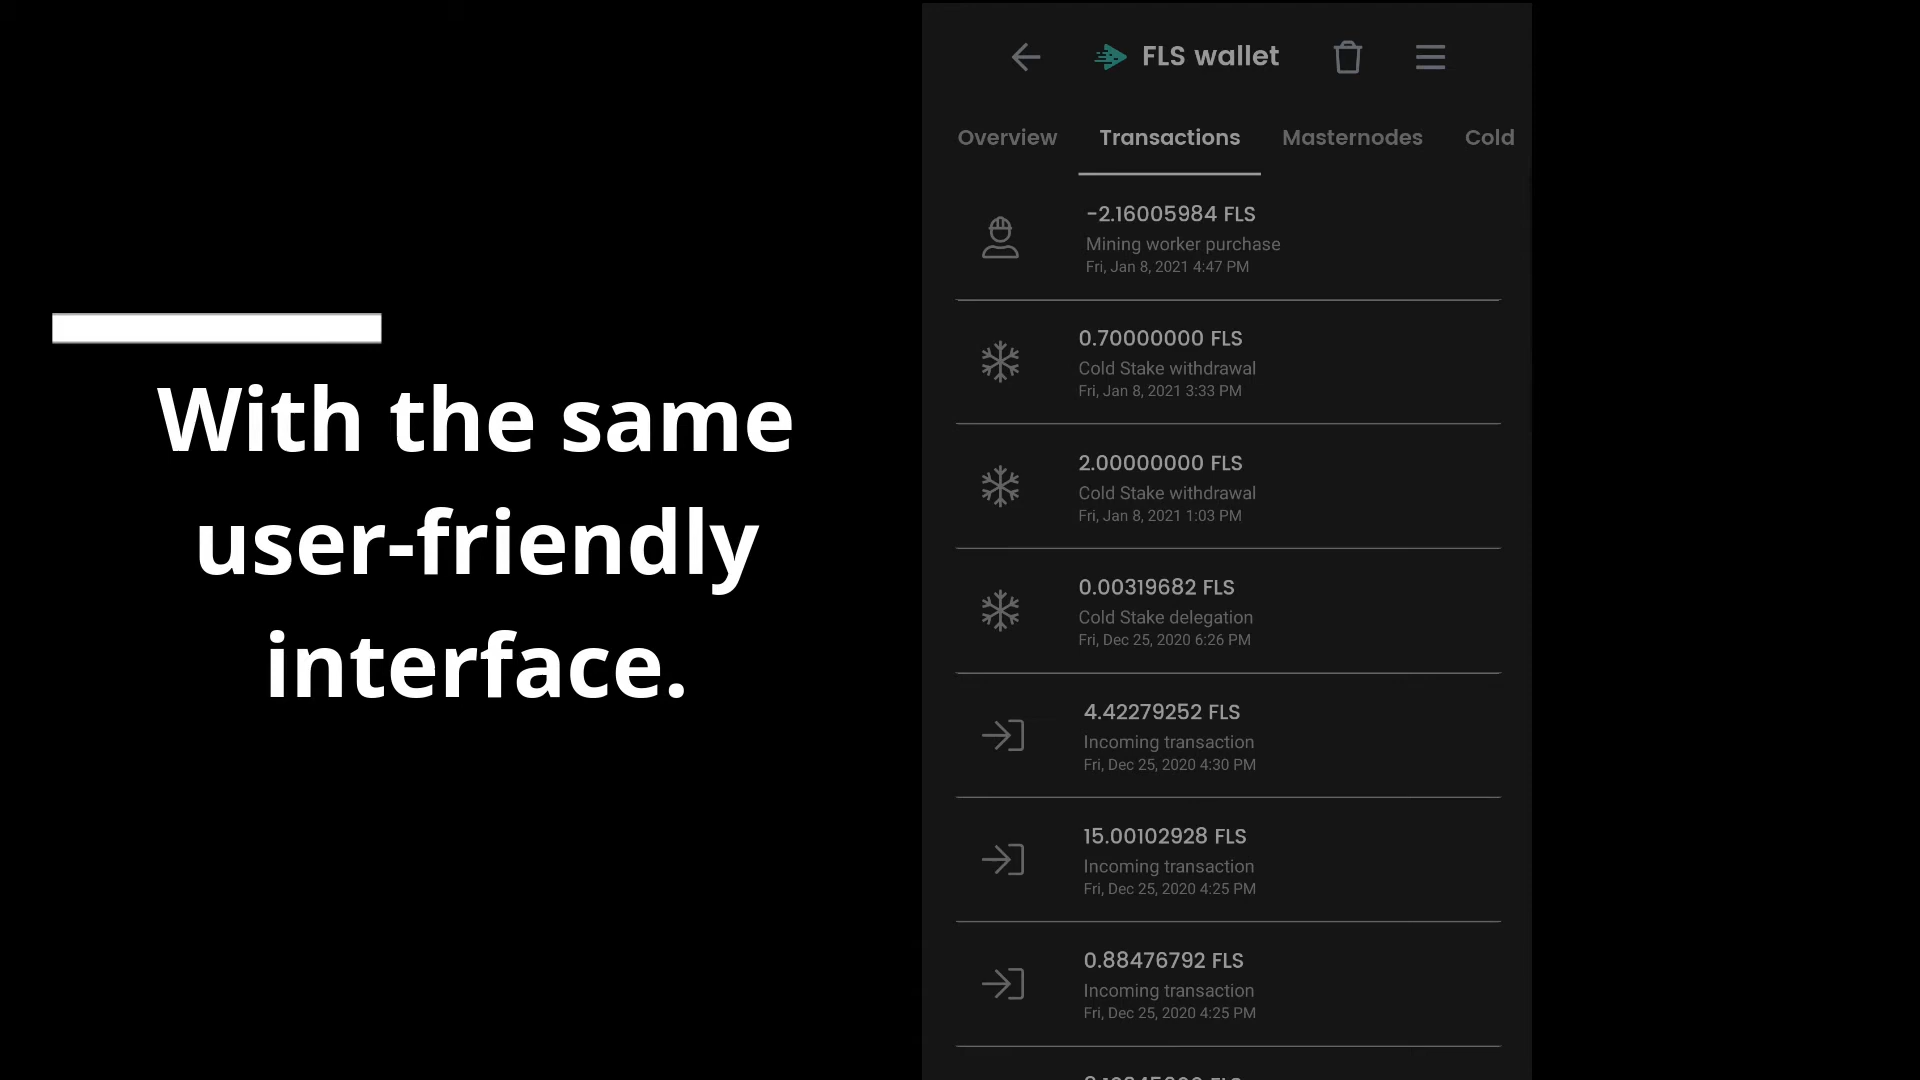 With the same
user-friendly
interface.
FLS wallet
Overview Transactions Masternodes Cold
-2.16005984 FLS
Mining worker purchase
Fri, Jan 8, 2021 4:47 PM
0.70000000 FLS
Cold Stake withdrawal
Fri, Jan 8, 2021 3:33 PM
2.00000000 FLS
Cold Stake withdrawal
Fri, Jan 8, 2021 1:03 PM
0.00319682 FLS
Cold Stake delegation
Fri, Dec 25, 2020 6:26 PM
4.42279252 FLS
Incoming transaction
Fri, Dec 25, 2020 4:30 PM
15.00102928 FLS
Incoming transaction
Fri, Dec 25, 2020 4:25 PM
0.88476792 FLS
Incoming transaction
Fri, Dec 25, 2020 4:25 PM